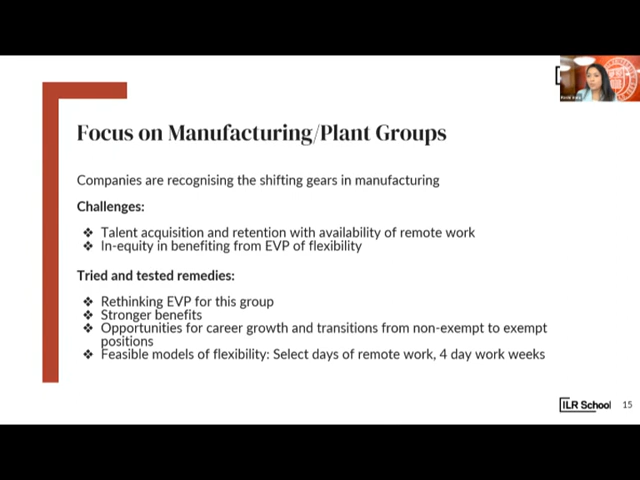 Focus on Manufacturing/Plant Groups
Companies are recognising the shifting gears in manufacturing
Challenges:
❖ Talent acquisition and retention with availability of remote work
❖ In-equity in benefiting from EVP of flexibility
Tried and tested remedies:
❖ Rethinking EVP for this group
❖ Stronger benefits
❖ Opportunities for career growth and transitions from non-exempt to exempt
positions
❖ Feasible models of flexibility: Select days of remote work, 4 day work weeks
ILR School
15